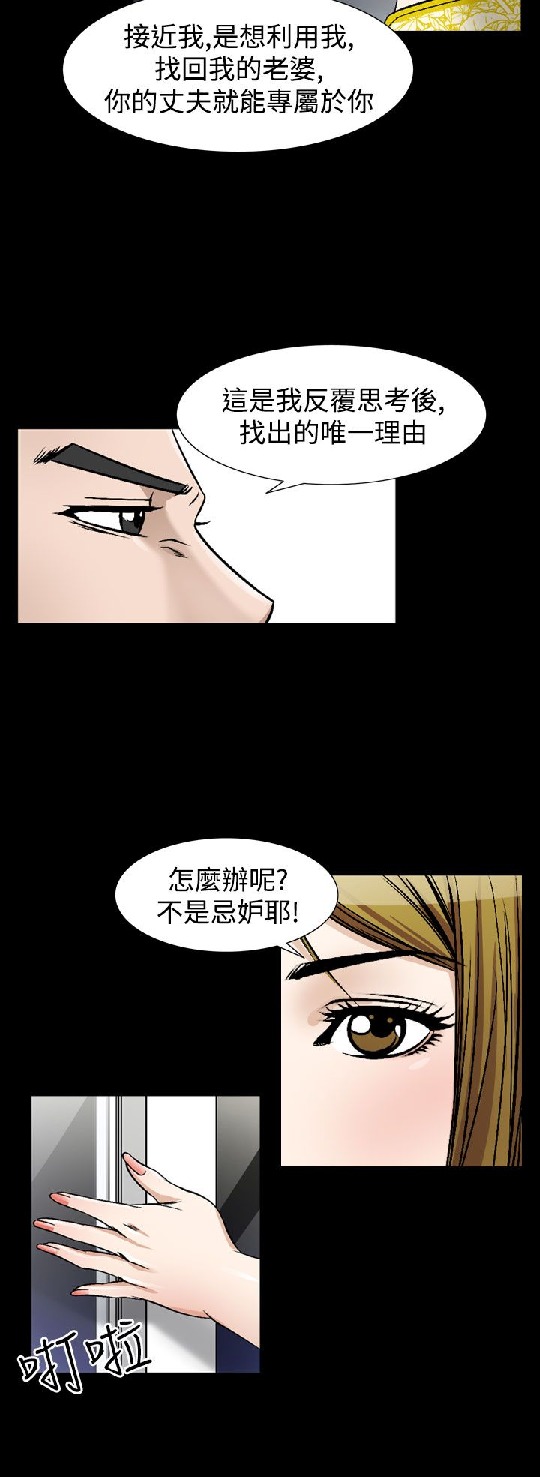 接近我,是想利用我,
找回我的老婆,
你的丈夫就能專屬於你
這是我反覆思考後,
找出的唯一理由
怎麼辦呢?
不是忌妒耶!
叮啦